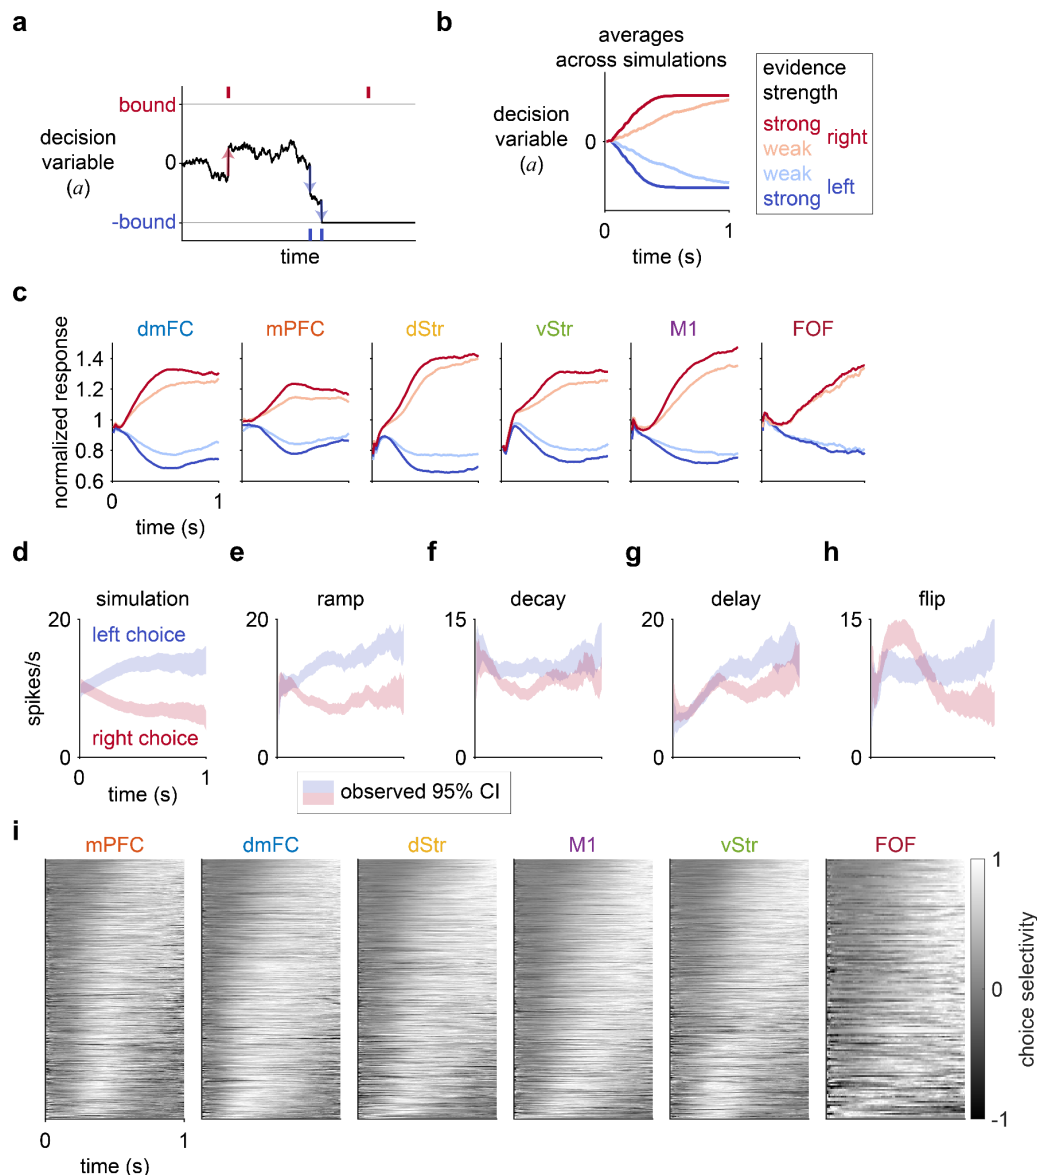 a
bound
decision
variable
(a)
0
-bound
time
b
averages
across simulations
decision
variable
(a)
0
0
1
time (s)
evidence
strength
strong
weak
right
weak
strong
left
c
dmFC
mPFC
dStr
vStr
M1
FOF
normalized response
1.4
1.2
1
0.8
0.6
0
1
time (s)
d
e
f
g
h
simulation
ramp
decay
delay
flip
spikes/s
20
left choice
right choice
0
0
1
time (s)
20
0
15
0
20
0
15
0
observed 95% CI
i
mPFC
dmFC
dStr
M1
vStr
FOF
0
1
time (s)
1
0
-1
choice selectivity